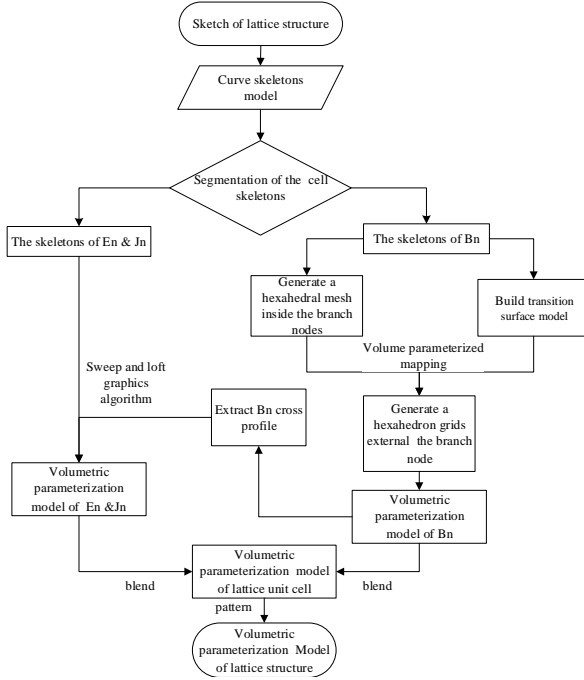 Sketch of lattice structure
Curve skeletons
model
Segmentation of the cell
skeletons
The skeletons of En & Jn
The skeletons of Bn
Generate a
hexahedral mesh
inside the branch
nodes
Build transition
surface model
Volume parameterized
mapping
Sweep and loft
graphics
algorithm
Extract Bn cross
profile
Generate a
hexahedron grids
external the branch
node
Volumetric
parameterization
model of En &Jn
Volumetric
parameterization
model of Bn
Volumetric
parameterization model
of lattice unit cell
blend
blend
pattern
Volumetric
parameterization Model
of lattice structure